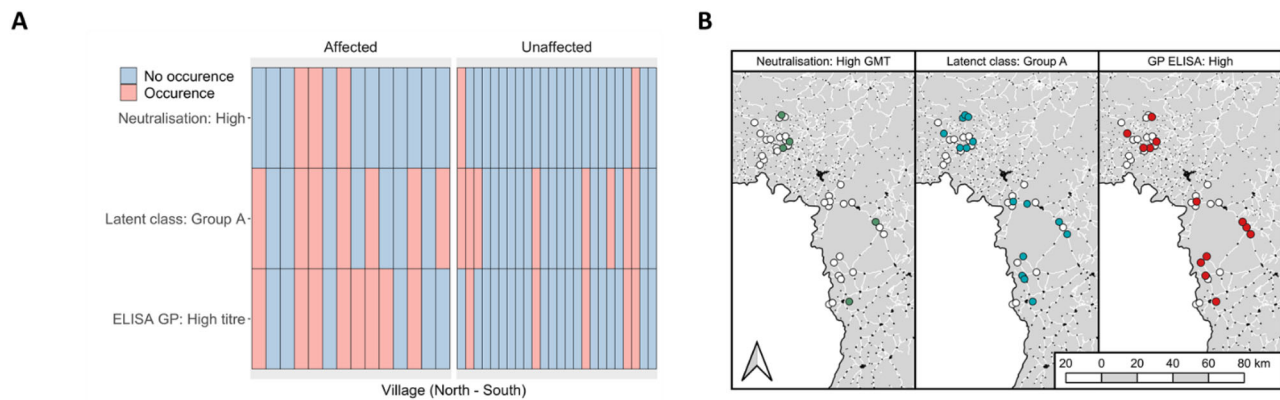 A
Affected
Unaffected
No occurence
Occurence
Neutralisation: High
Latent class: Group A
ELISA GP: High titre
Village (North - South)
B
Neutralisation: High GMT
Latenct class: Group A
GP ELISA: High
20 0 20 40 60 80 km